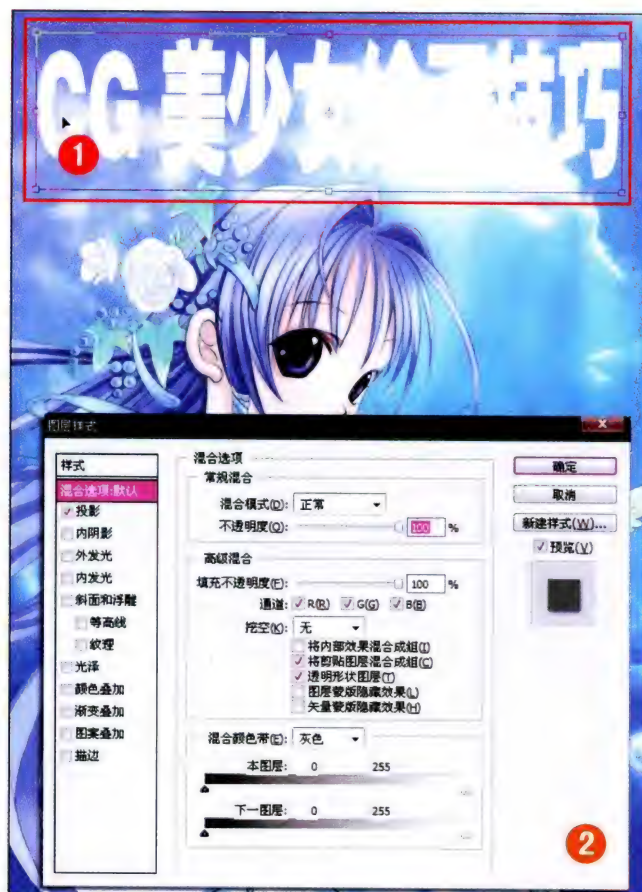 CG 美少女绘画技巧
1
图层样式
样式
混合选项:默认
投影
内阴影
外发光
内发光
斜面和浮雕
等高线
纹理
光泽
颜色叠加
渐变叠加
图案叠加
描边
混合选项
常规混合
混合模式(D): 正常
不透明度(O): 100 %
高级混合
填充不透明度(F): 100 %
通道: R(R) G(G) B(B)
挖空(K): 无
将内部效果混合成组(I)
将剪贴图层混合成组(C)
透明形状图层(T)
图层蒙版隐藏效果(L)
矢量蒙版隐藏效果(H)
混合颜色带(E): 灰色
本图层: 0 255
下一图层: 0 255
确定
取消
新建样式(W)...
预览(V)
2